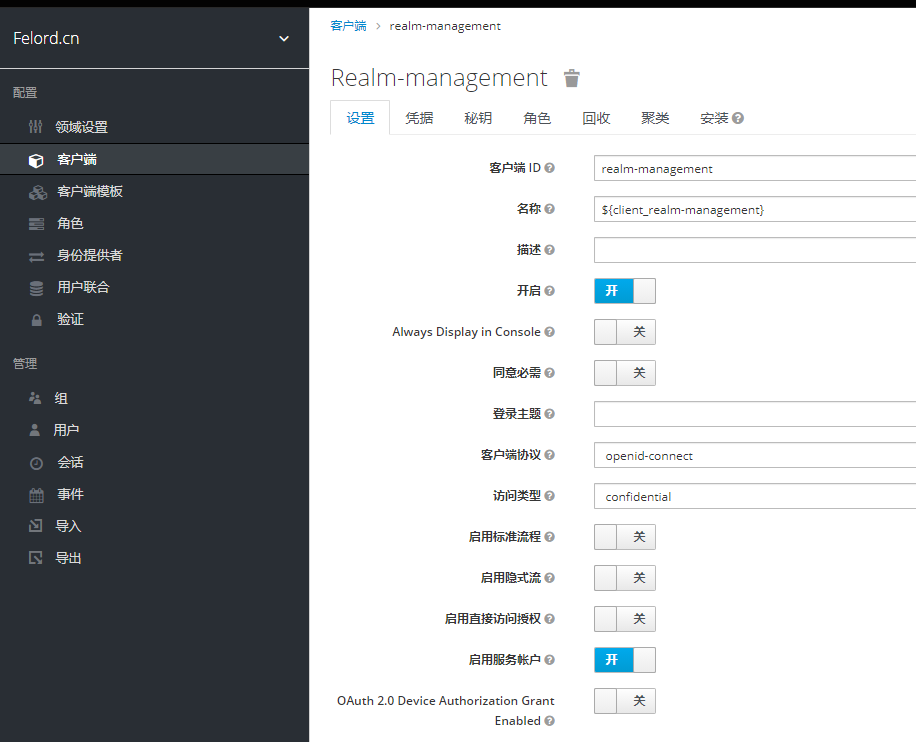 Felord.cn
配置
领域设置
客户端
客户端模板
角色
身份提供者
用户联合
验证
管理
组
用户
会话
事件
导入
导出
客户端 › realm-management
Realm-management
设置 凭据 秘钥 角色 回收 聚类 安装
客户端 ID realm-management
名称 ${client_realm-management}
描述
开启 开
Always Display in Console 关
同意必需 关
登录主题
客户端协议 openid-connect
访问类型 confidential
启用标准流程 关
启用隐式流 关
启用直接访问授权 关
启用服务帐户 开
OAuth 2.0 Device Authorization Grant 关
Enabled